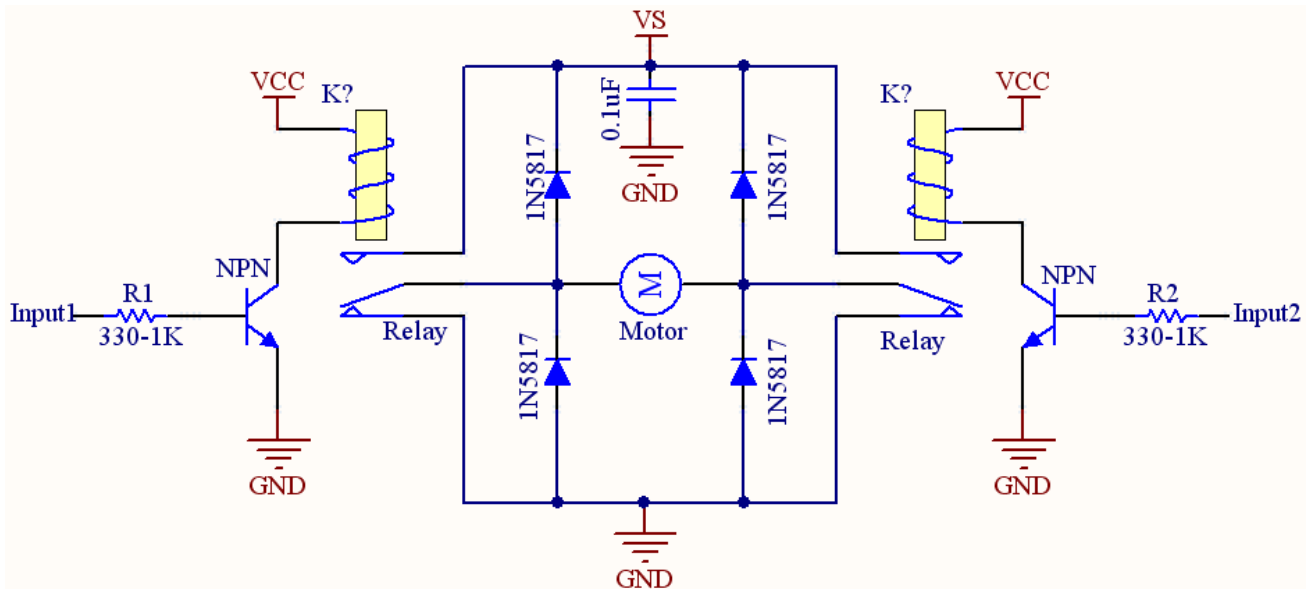 VS
VCC
K?
0.1uF
K?
VCC
1N5817
1N5817
GND
NPN
M
NPN
Input1
R1
330-1K
Relay
Motor
Relay
R2
330-1K
Input2
1N5817
1N5817
GND
GND
GND